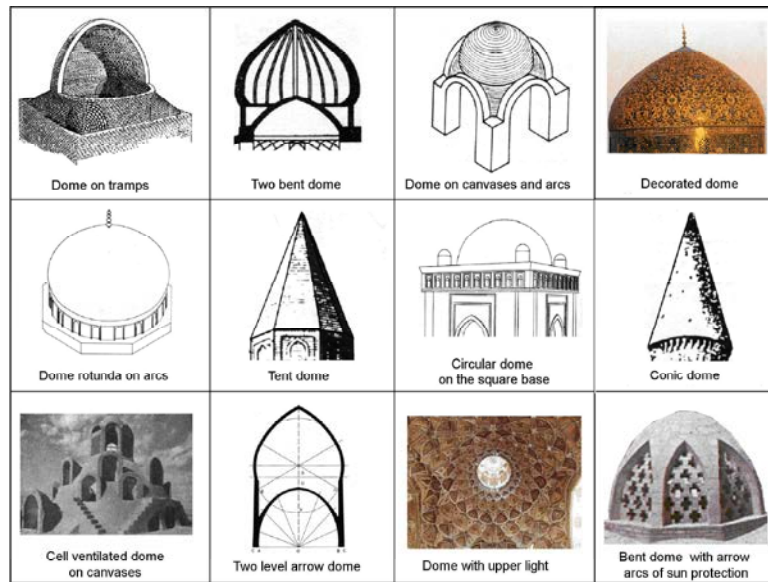 Dome on tramps
Two bent dome
Dome on canvases and arcs
Decorated dome
Dome rotunda on arcs
Tent dome
Circular dome
on the square base
Conic dome
Cell ventilated dome
on canvases
Two level arrow dome
Dome with upper light
Bent dome with arrow
arcs of sun protection